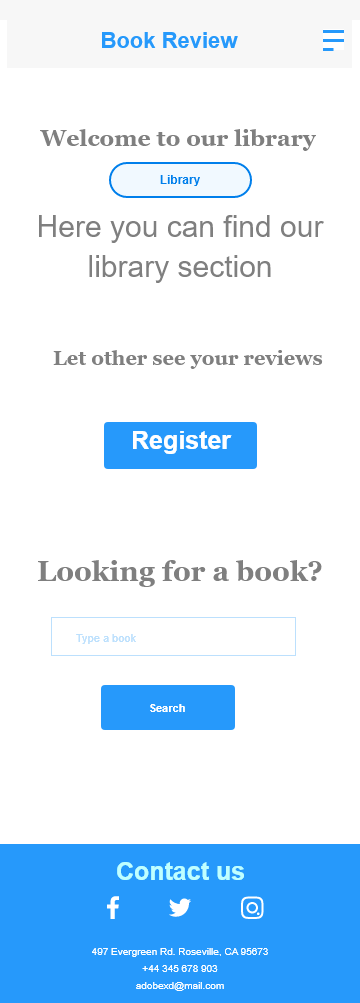 Book Review
Welcome to our library
Library
Here you can find our
library section
Let other see your reviews
Register
Looking for a book?
Type a book
Search
Contact us
497 Evergreen Rd. Roseville, CA 95673
+44 345 678 903
adobexd@mail.com